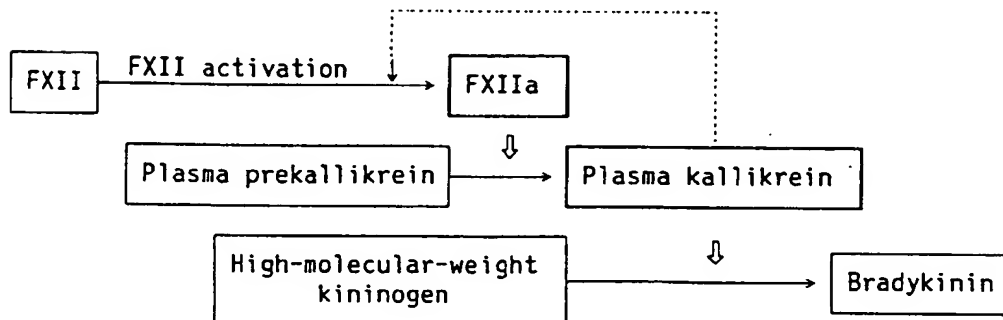 FXII
FXII activation
FXIIa
Plasma prekallikrein
Plasma kallikrein
High-molecular-weight
kininogen
Bradykinin